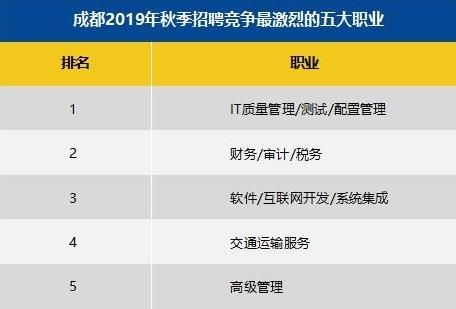 成都2019年秋季招聘竞争最激烈的五大职业
排名 职业
1 IT质量管理/测试/配置管理
2 财务/审计/税务
3 软件/互联网开发/系统集成
4 交通运输服务
5 高级管理